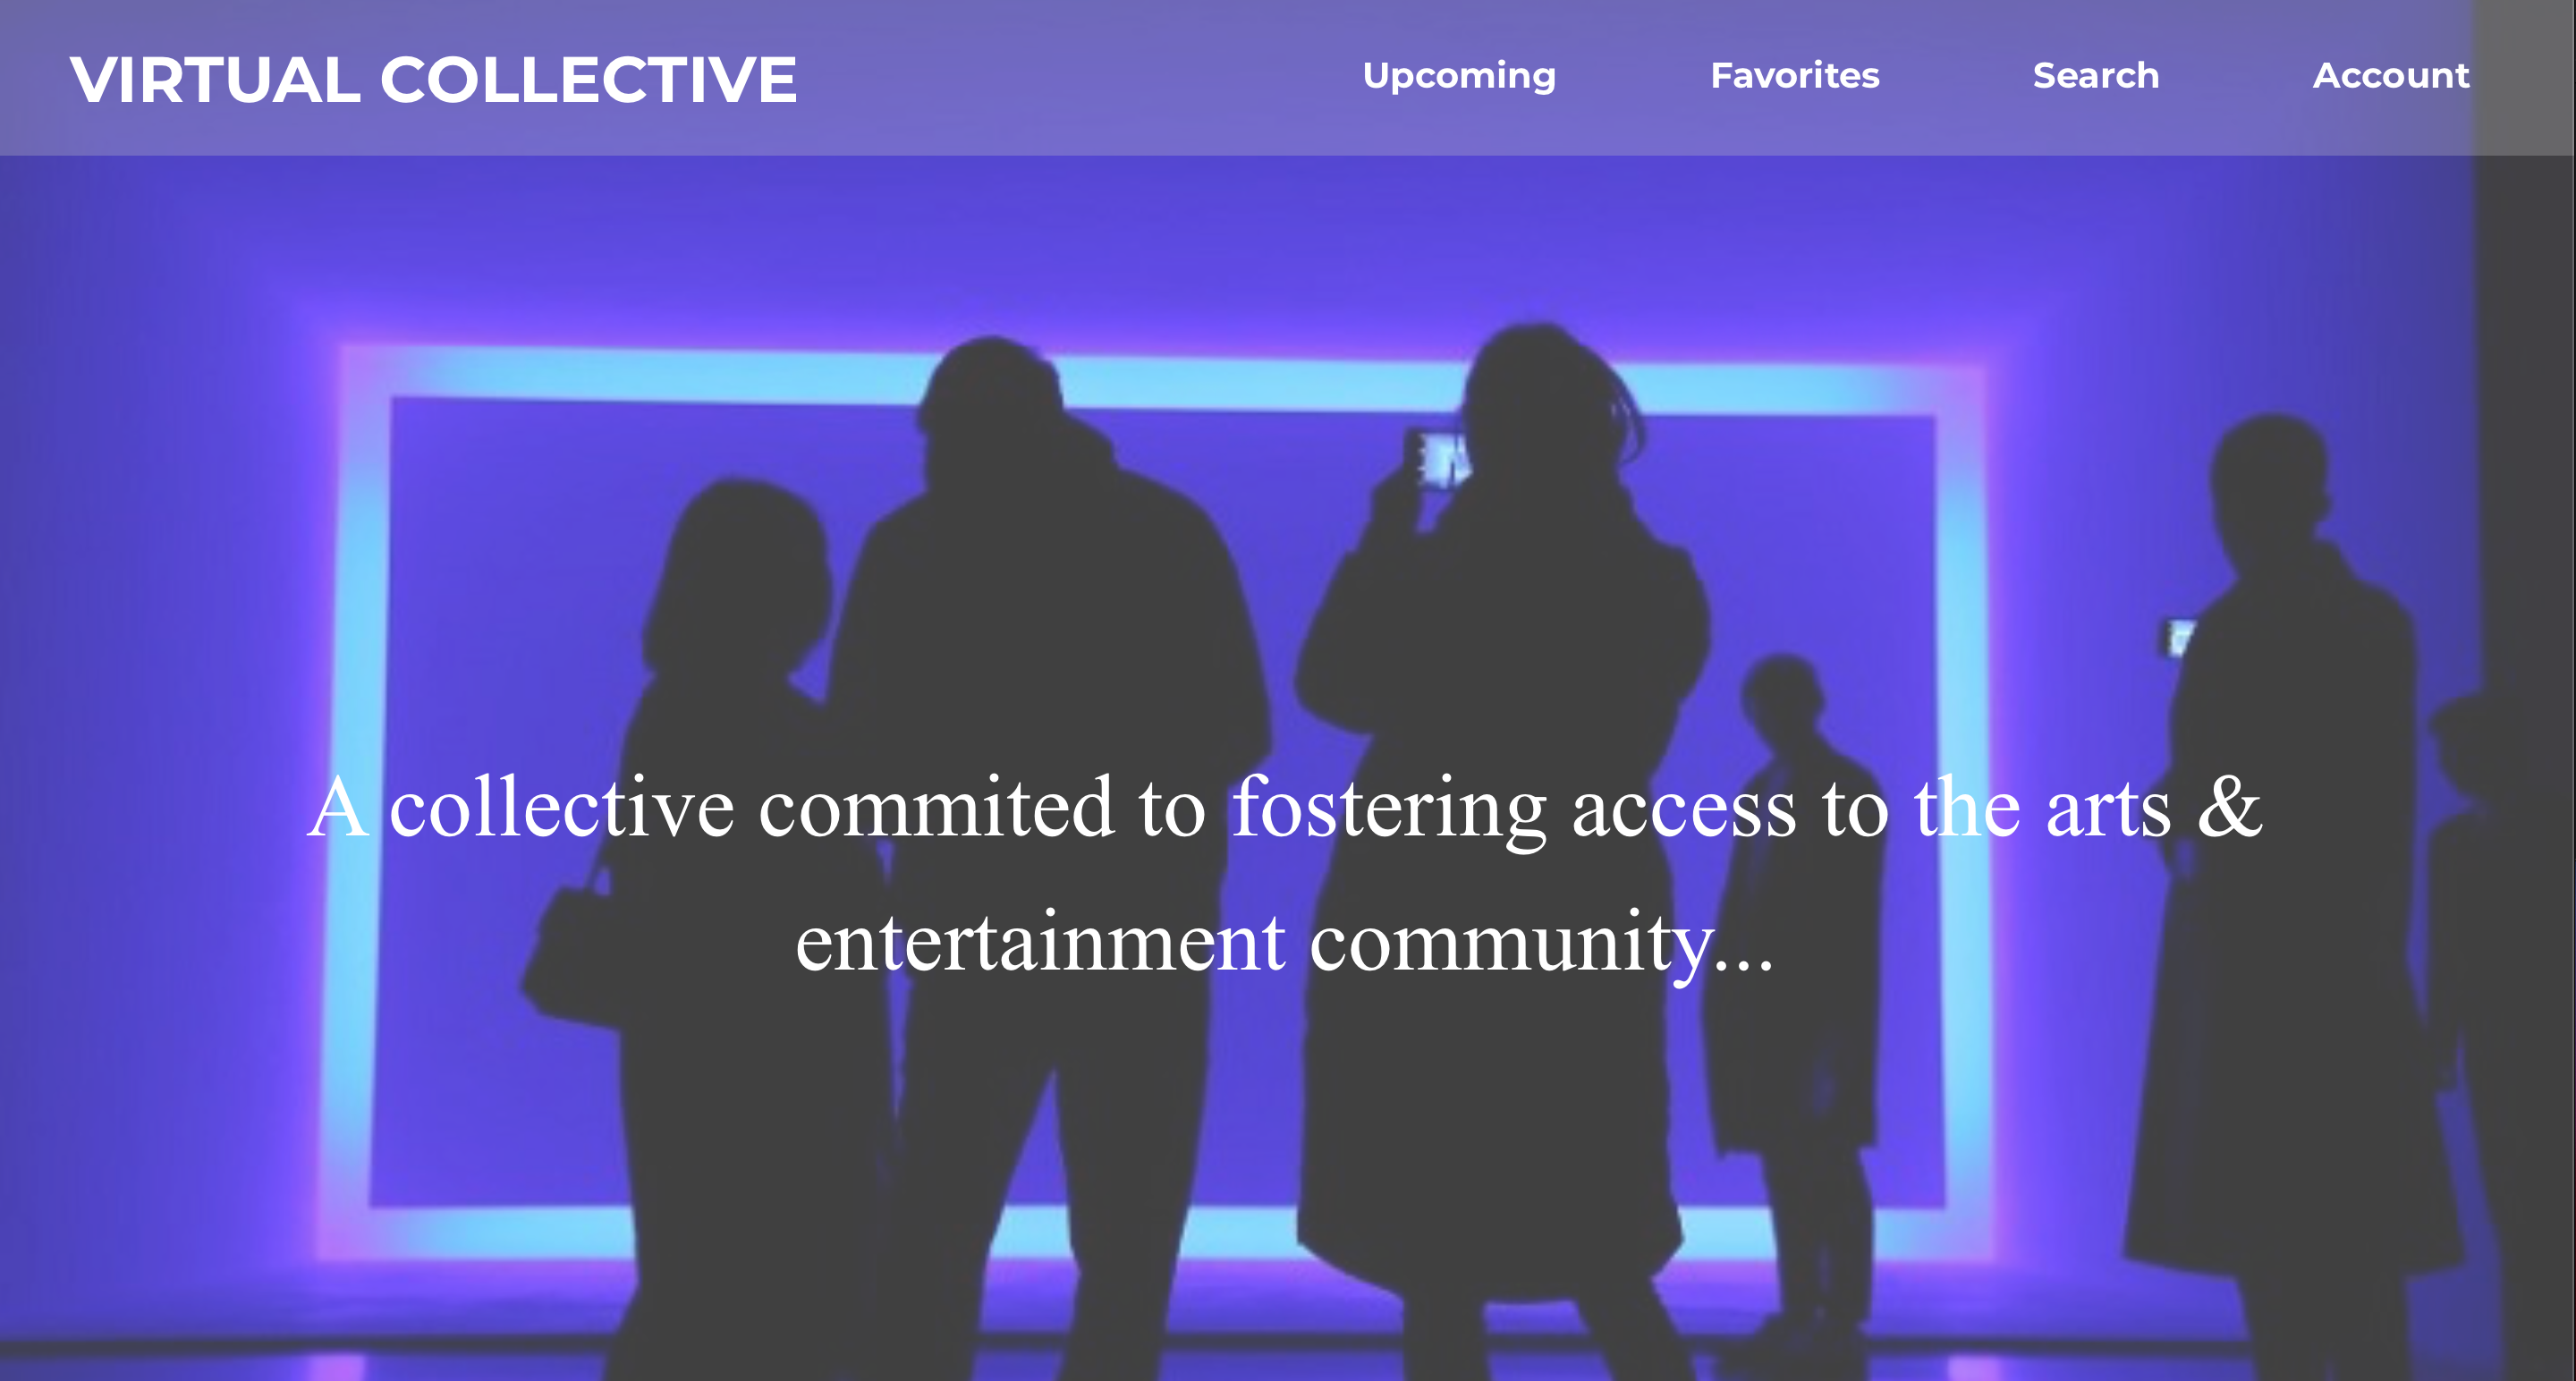 VIRTUAL COLLECTIVE
Upcoming Favorites Search Account
A collective commited to fostering access to the arts &
entertainment community...